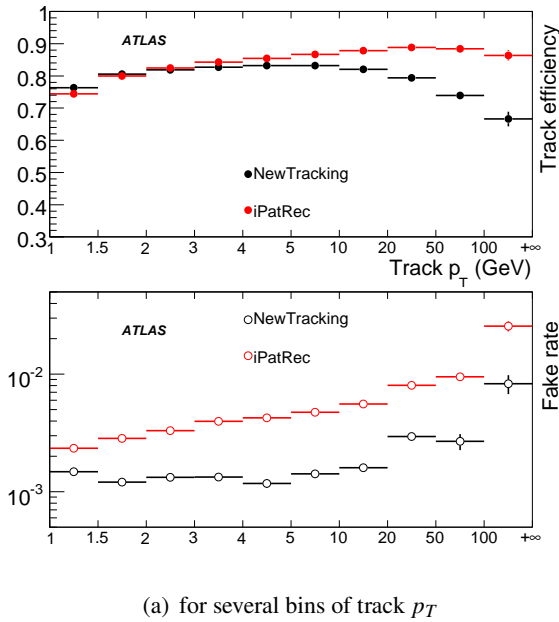 1
0.9
0.8
0.7
0.6
0.5
0.4
0.3
ATLAS
NewTracking
iPatRec
Track efficiency
1 1.5 2 3 4 5 10 20 50 100 +∞
Track p_T (GeV)
ATLAS
NewTracking
iPatRec
Fake rate
10^-2
10^-3
1 1.5 2 3 4 5 10 20 50 100 +∞
(a) for several bins of track p_T